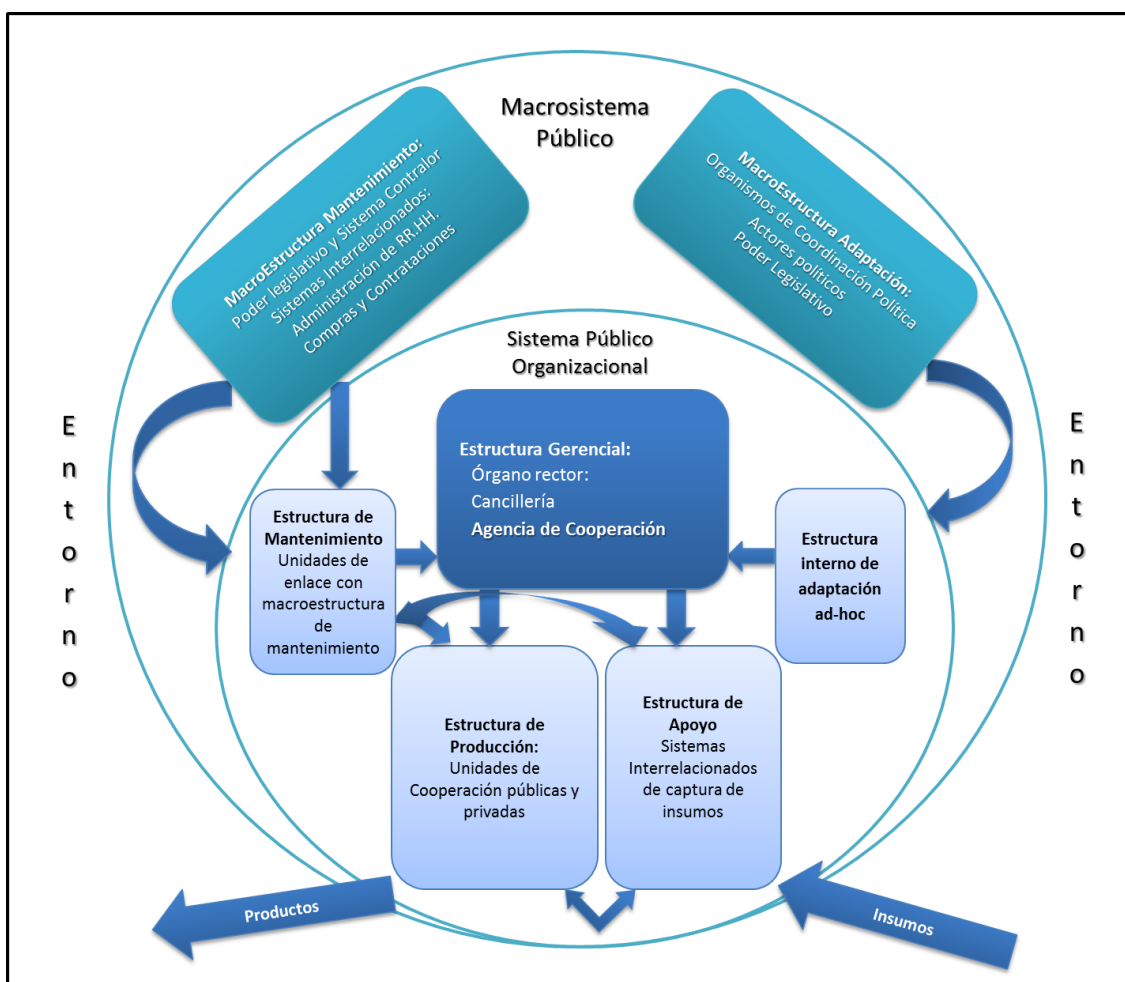 Macrosistema
Público
MacroEstructura Mantenimiento:
Poder legislativo y Sistema Contralor
Sistemas Interrelacionados:
Administración de RR.HH.
Compras y Contrataciones
MacroEstructura Adaptación:
Organismos de Coordinación Política
Actores políticos
Poder Legislativo
Sistema Público
Organizacional
Entorno
Entorno
Estructura Gerencial:
Órgano rector:
Cancillería
Agencia de Cooperación
Estructura de
Mantenimiento
Unidades de
enlace con
macroestructura
de
mantenimiento
Estructura
interno de
adaptación
ad-hoc
Estructura de
Producción:
Unidades de
Cooperación públicas y
privadas
Estructura de
Apoyo
Sistemas
Interrelacionados
de captura de
insumos
Productos
Insumos